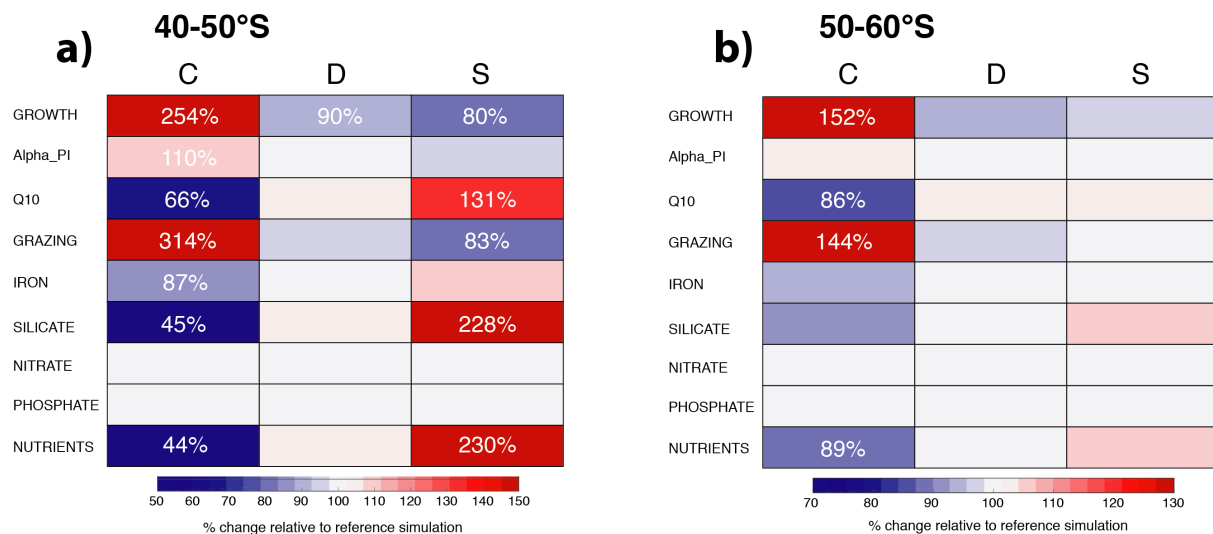 40-50°S
a)
C D S
GROWTH 254% 90% 80%
Alpha_PI 110%
Q10 66% 131%
GRAZING 314% 83%
IRON 87%
SILICATE 45% 228%
NITRATE
PHOSPHATE
NUTRIENTS 44% 230%
50 60 70 80 90 100 110 120 130 140 150
% change relative to reference simulation
50-60°S
b)
C D S
GROWTH 152%
Alpha_PI
Q10 86%
GRAZING 144%
IRON
SILICATE
NITRATE
PHOSPHATE
NUTRIENTS 89%
70 80 90 100 110 120 130
% change relative to reference simulation